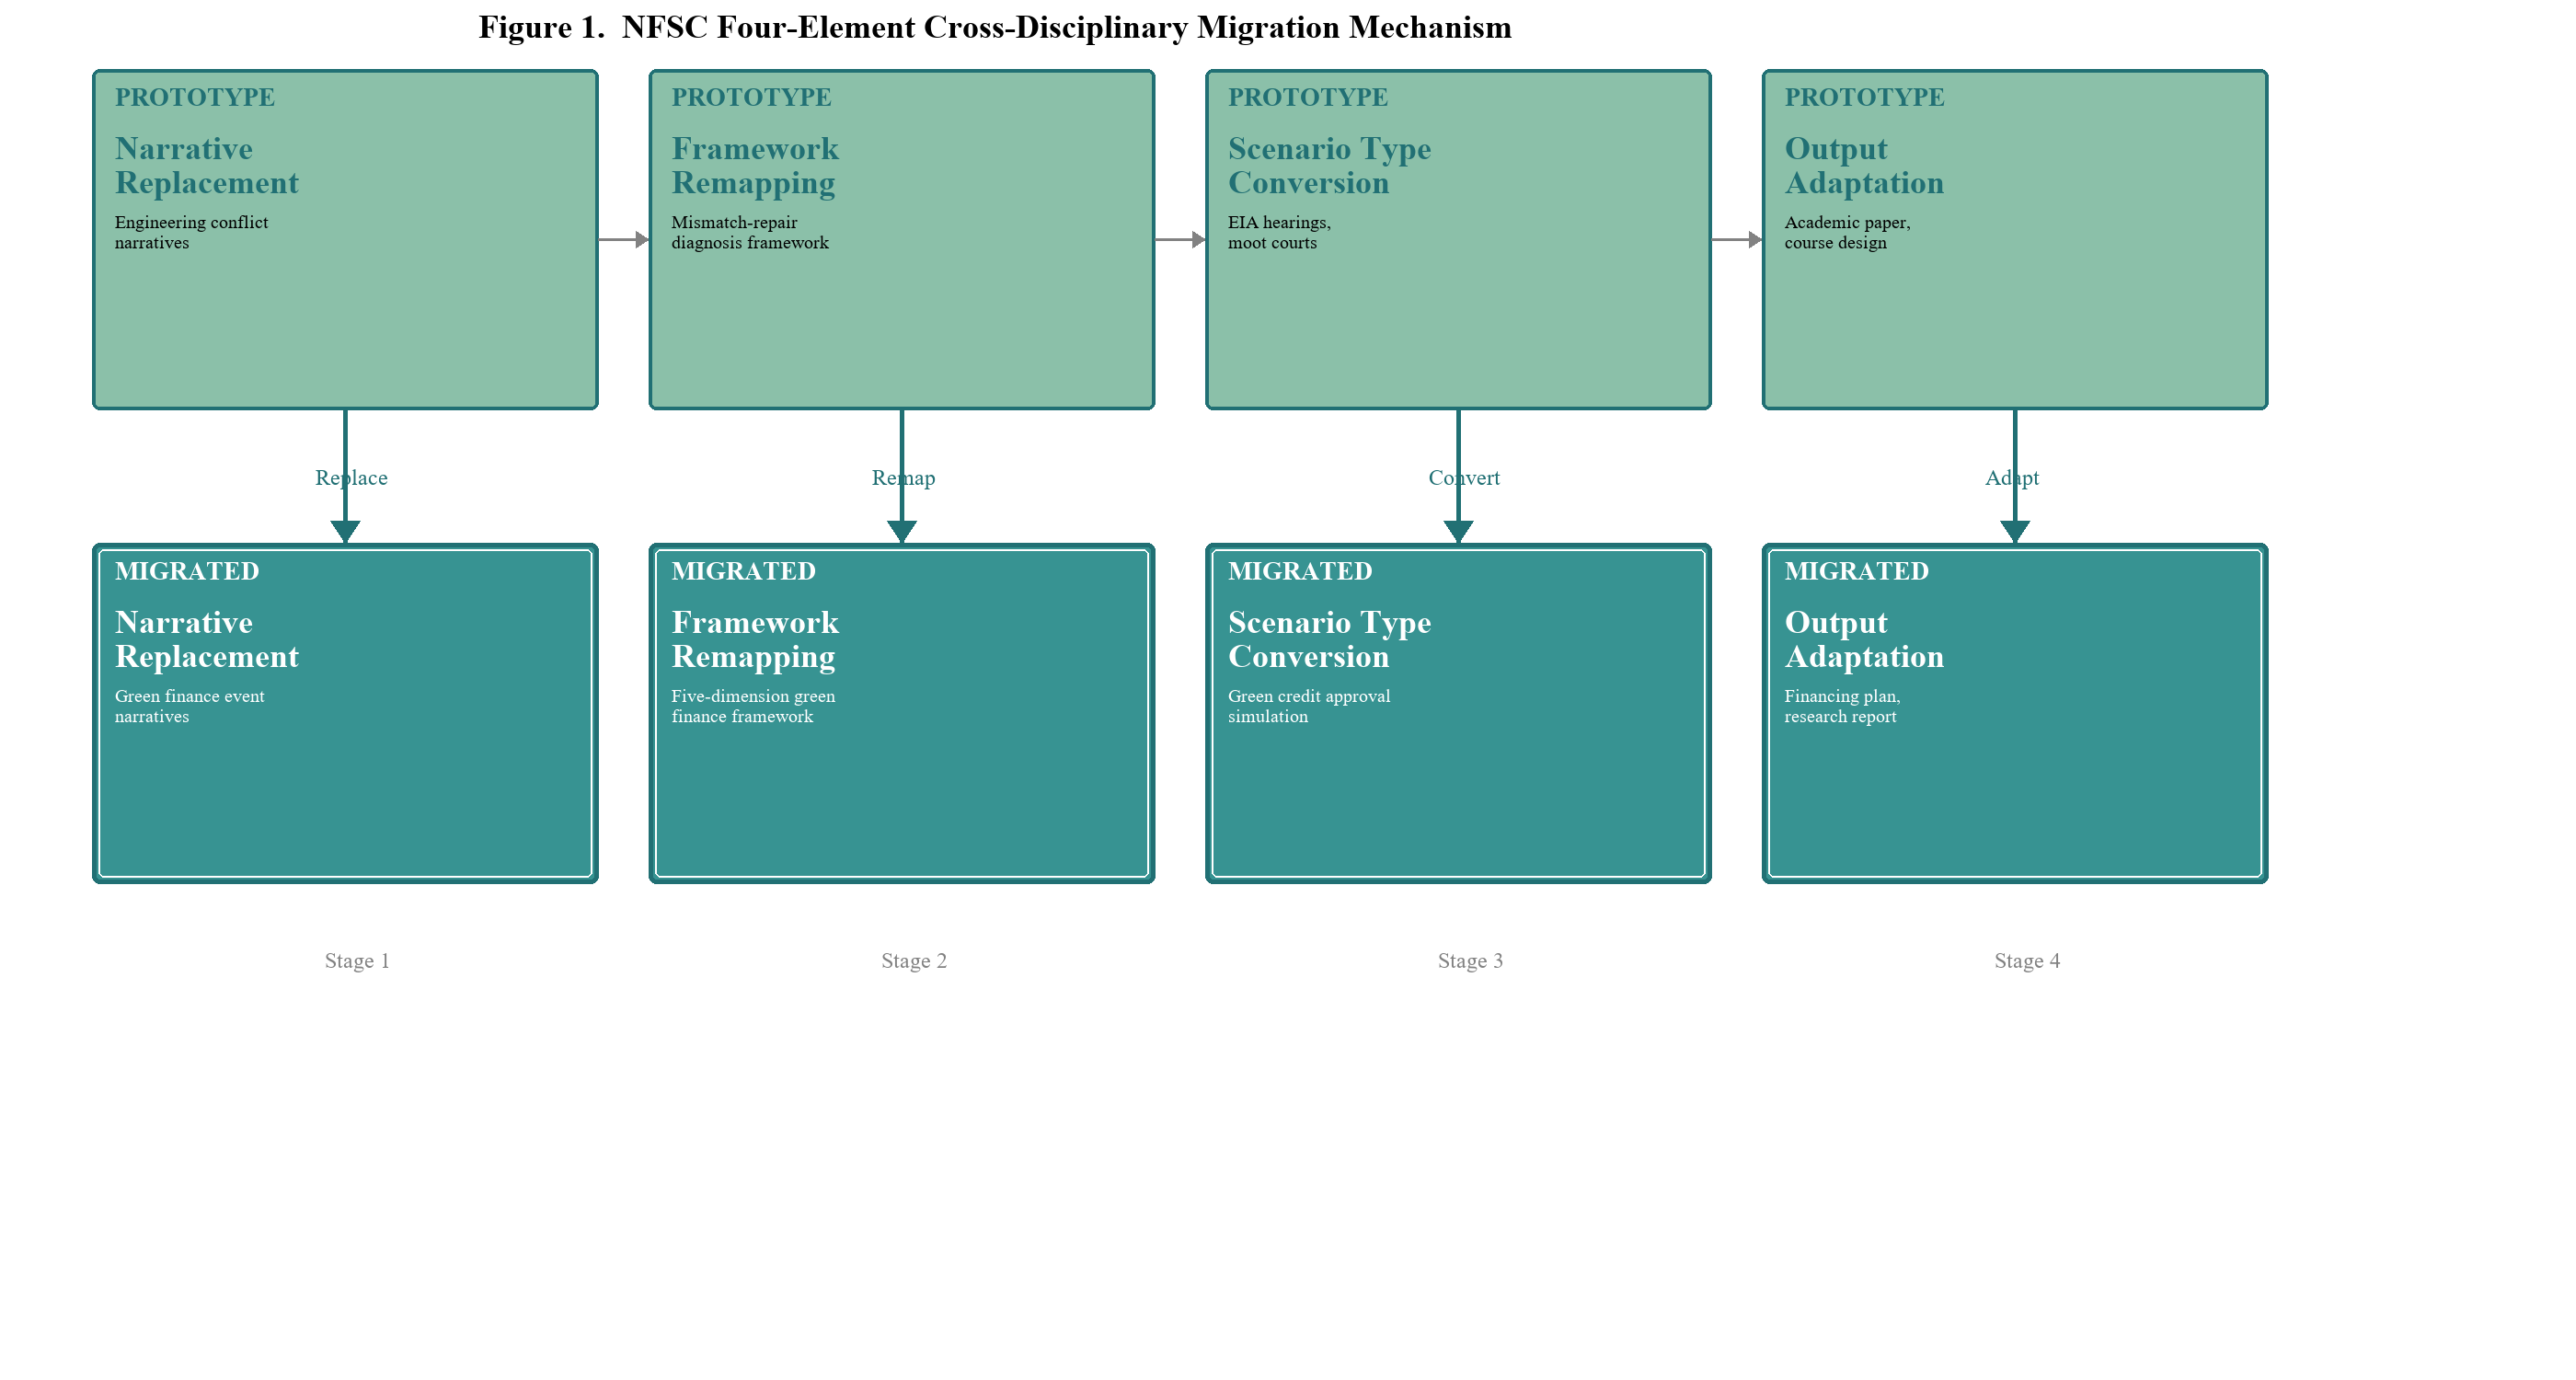 Figure 1.  NFSC Four-Element Cross-Disciplinary Migration Mechanism
PROTOTYPE
Narrative
Replacement
Engineering conflict
narratives
PROTOTYPE
Framework
Remapping
Mismatch-repair
diagnosis framework
PROTOTYPE
Scenario Type
Conversion
EIA hearings,
moot courts
PROTOTYPE
Output
Adaptation
Academic paper,
course design
Replace
Remap
Convert
Adapt
MIGRATED
Narrative
Replacement
Green finance event
narratives
MIGRATED
Framework
Remapping
Five-dimension green
finance framework
MIGRATED
Scenario Type
Conversion
Green credit approval
simulation
MIGRATED
Output
Adaptation
Financing plan,
research report
Stage 1
Stage 2
Stage 3
Stage 4